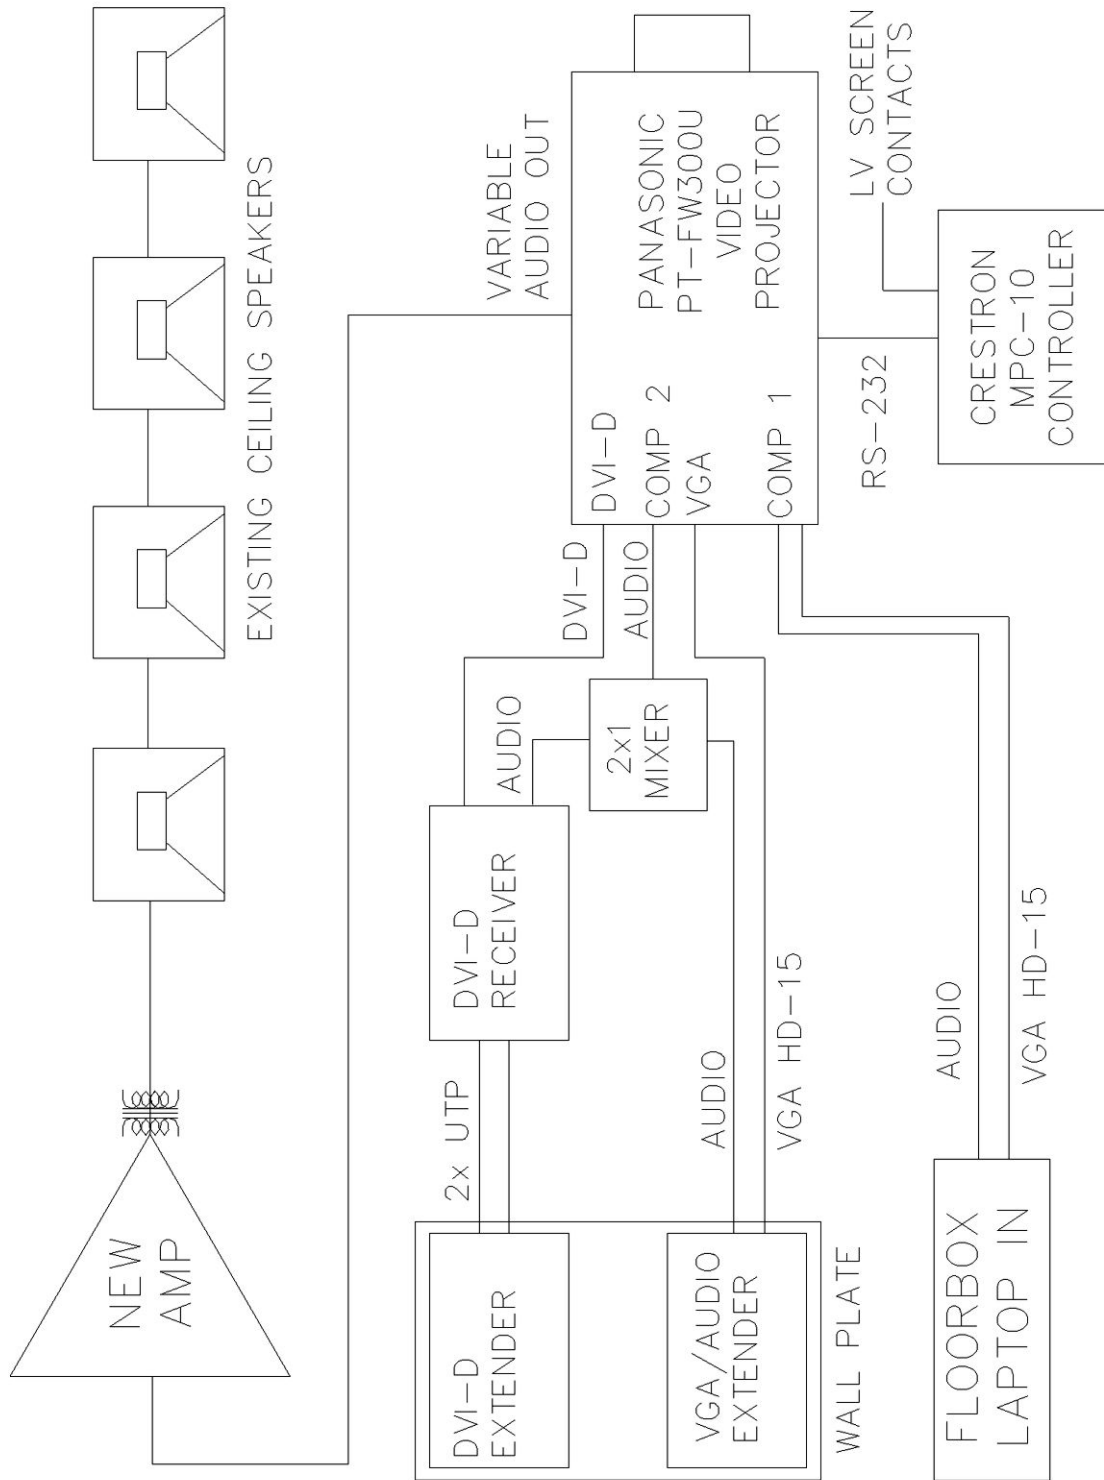 NEW
AMP
EXISTING CEILING SPEAKERS
VARIABLE
AUDIO OUT
DVI-D
EXTENDER
2x UTP
DVI-D
RECEIVER
AUDIO
DVI-D
AUDIO
2x1
MIXER
VGA/AUDIO
EXTENDER
WALL PLATE
AUDIO
VGA HD-15
DVI-D
COMP 2
VGA
COMP 1
PANASONIC
PT-FW300U
VIDEO
PROJECTOR
FLOORBOX
LAPTOP IN
AUDIO
VGA HD-15
RS-232
LV SCREEN
CONTACTS
CRESTRON
MPC-10
CONTROLLLER